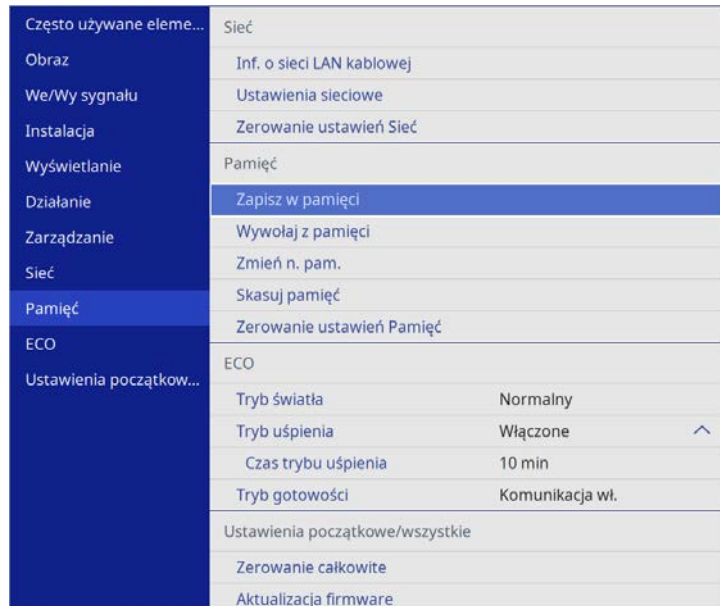 Często używane eleme...
Obraz
We/Wy sygnału
Instalacja
Wyświetlanie
Działanie
Zarządzanie
Sieć
Pamięć
ECO
Ustawienia początkow...
Sieć
Inf. o sieci LAN kablowej
Ustawienia sieciowe
Zerowanie ustawień Sieć
Pamięć
Zapisz w pamięci
Wywołaj z pamięci
Zmień n. pam.
Skasuj pamięć
Zerowanie ustawień Pamięć
ECO
Tryb światła Normalny
Tryb uśpienia Włączone
Czas trybu uśpienia 10 min
Tryb gotowości Komunikacja wł.
Ustawienia początkowe/wszystkie
Zerowanie całkowite
Aktualizacja firmware